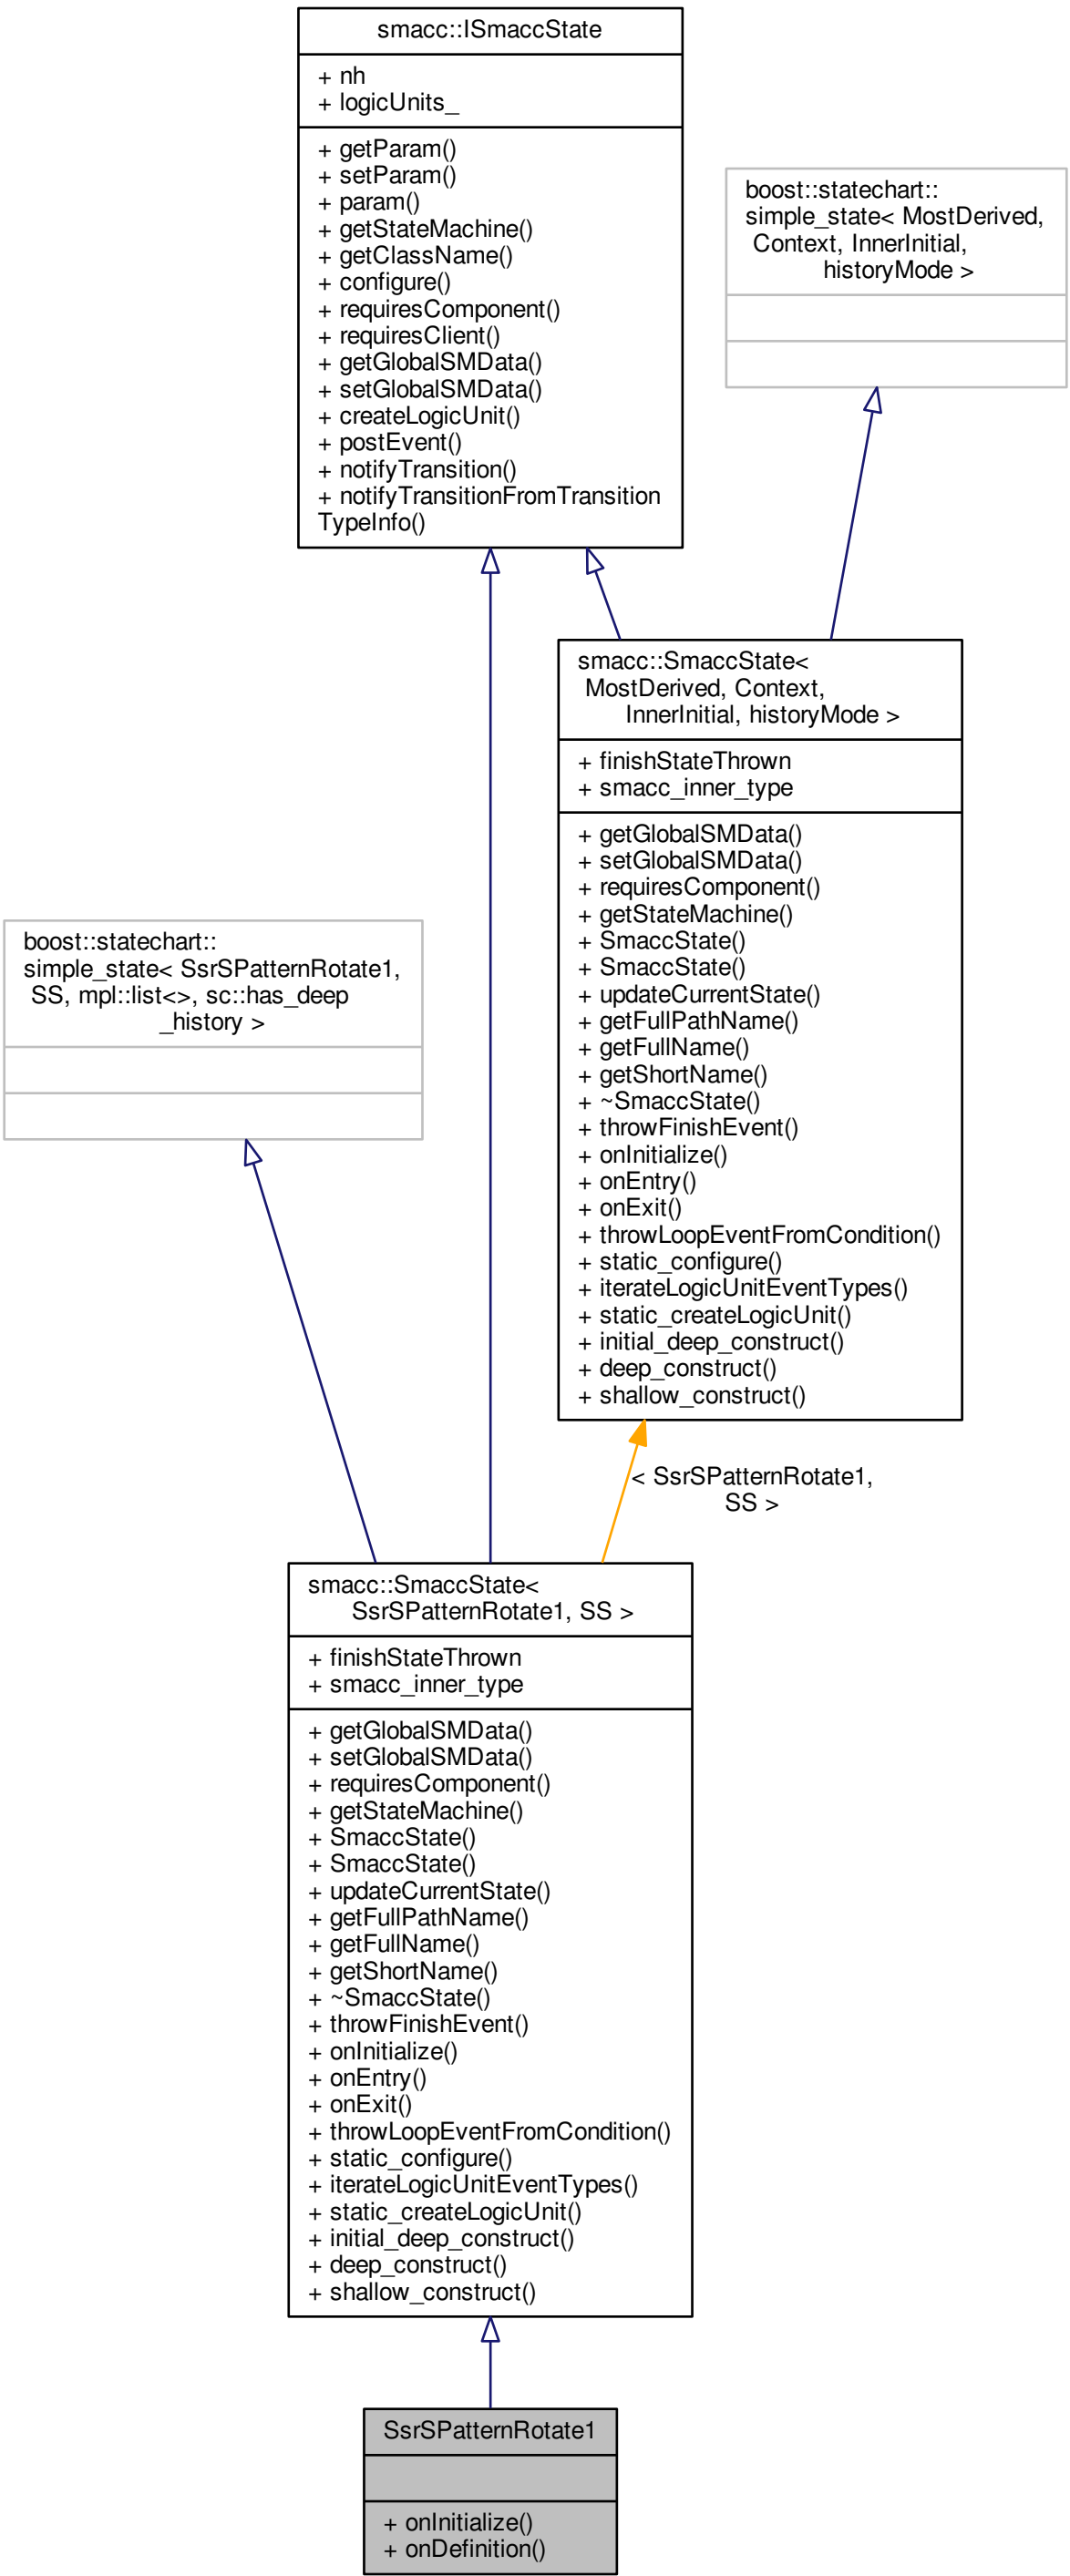 smacc::ISmaccState
+ nh
+ logicUnits_
+ getParam()
+ setParam()
+ param()
+ getStateMachine()
+ getClassName()
+ configure()
+ requiresComponent()
+ requiresClient()
+ getGlobalSMData()
+ setGlobalSMData()
+ createLogicUnit()
+ postEvent()
+ notifyTransition()
+ notifyTransitionFromTransition
TypeInfo()
boost::statechart::
simple_state< MostDerived,
Context, InnerInitial,
historyMode >
smacc::SmaccState<
MostDerived, Context,
InnerInitial, historyMode >
+ finishStateThrown
+ smacc_inner_type
+ getGlobalSMData()
+ setGlobalSMData()
+ requiresComponent()
+ getStateMachine()
+ SmaccState()
+ SmaccState()
+ updateCurrentState()
+ getFullPathName()
+ getFullName()
+ getShortName()
+ ~SmaccState()
+ throwFinishEvent()
+ onInitialize()
+ onEntry()
+ onExit()
+ throwLoopEventFromCondition()
+ static_configure()
+ iterateLogicUnitEventTypes()
+ static_createLogicUnit()
+ initial_deep_construct()
+ deep_construct()
+ shallow_construct()
boost::statechart::
simple_state< SsrSPatternRotate1,
SS, mpl::list<>, sc::has_deep
_history >
< SsrSPatternRotate1,
SS >
smacc::SmaccState<
SsrSPatternRotate1, SS >
+ finishStateThrown
+ smacc_inner_type
+ getGlobalSMData()
+ setGlobalSMData()
+ requiresComponent()
+ getStateMachine()
+ SmaccState()
+ SmaccState()
+ updateCurrentState()
+ getFullPathName()
+ getFullName()
+ getShortName()
+ ~SmaccState()
+ throwFinishEvent()
+ onInitialize()
+ onEntry()
+ onExit()
+ throwLoopEventFromCondition()
+ static_configure()
+ iterateLogicUnitEventTypes()
+ static_createLogicUnit()
+ initial_deep_construct()
+ deep_construct()
+ shallow_construct()
SsrSPatternRotate1
+ onInitialize()
+ onDefinition()